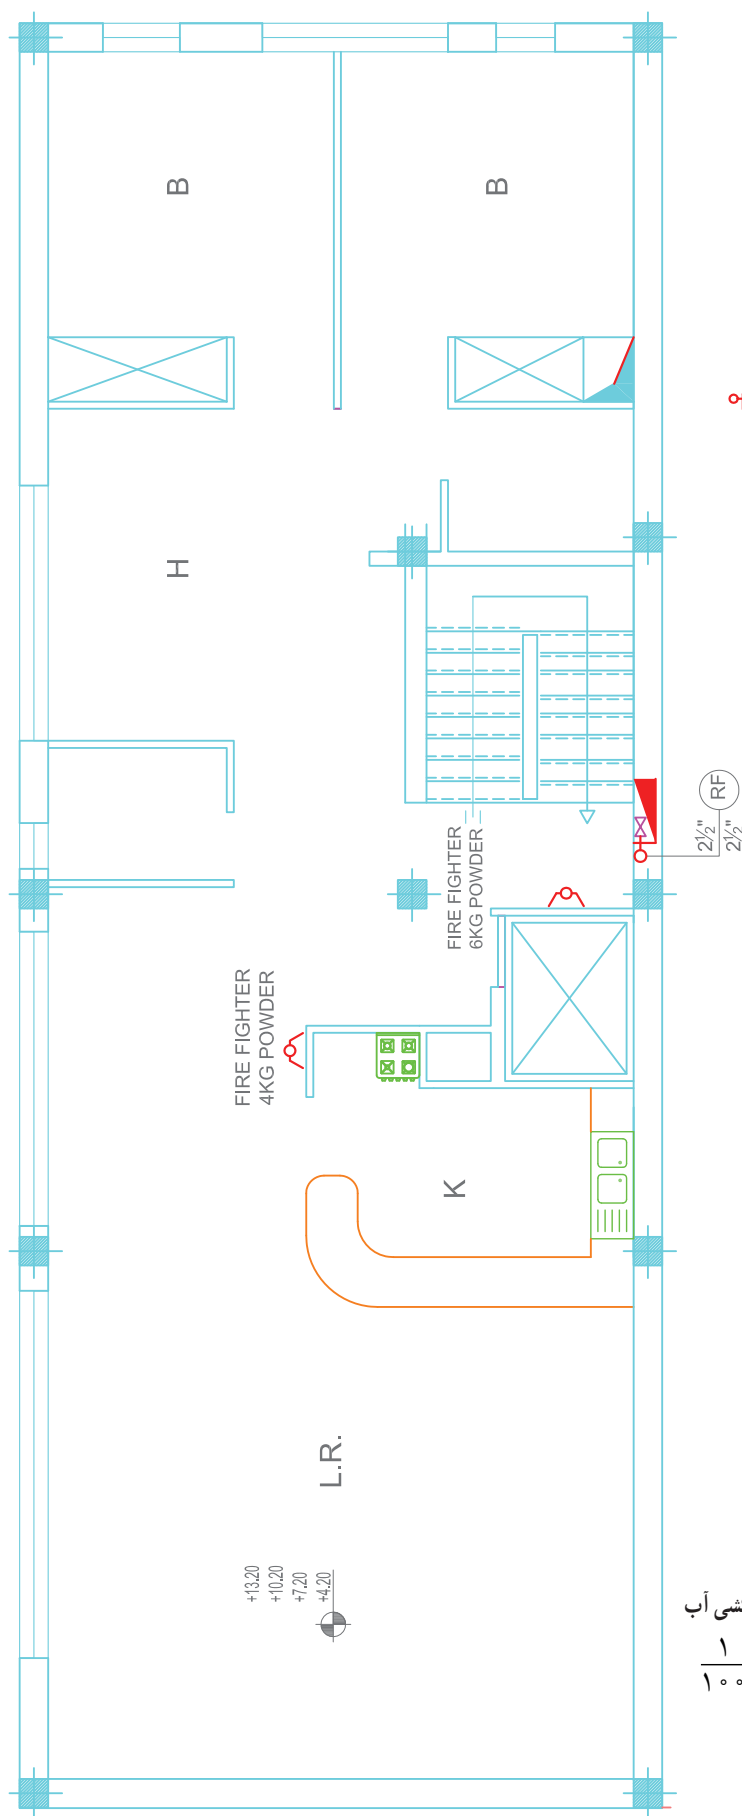 B
B
H
FIRE FIGHTER
6KG POWDER
RF
2½"
2½"
FIRE FIGHTER
4KG POWDER
K
L.R.
+13.20
+10.20
+7.20
+4.20
آب
۱
۱۰۰